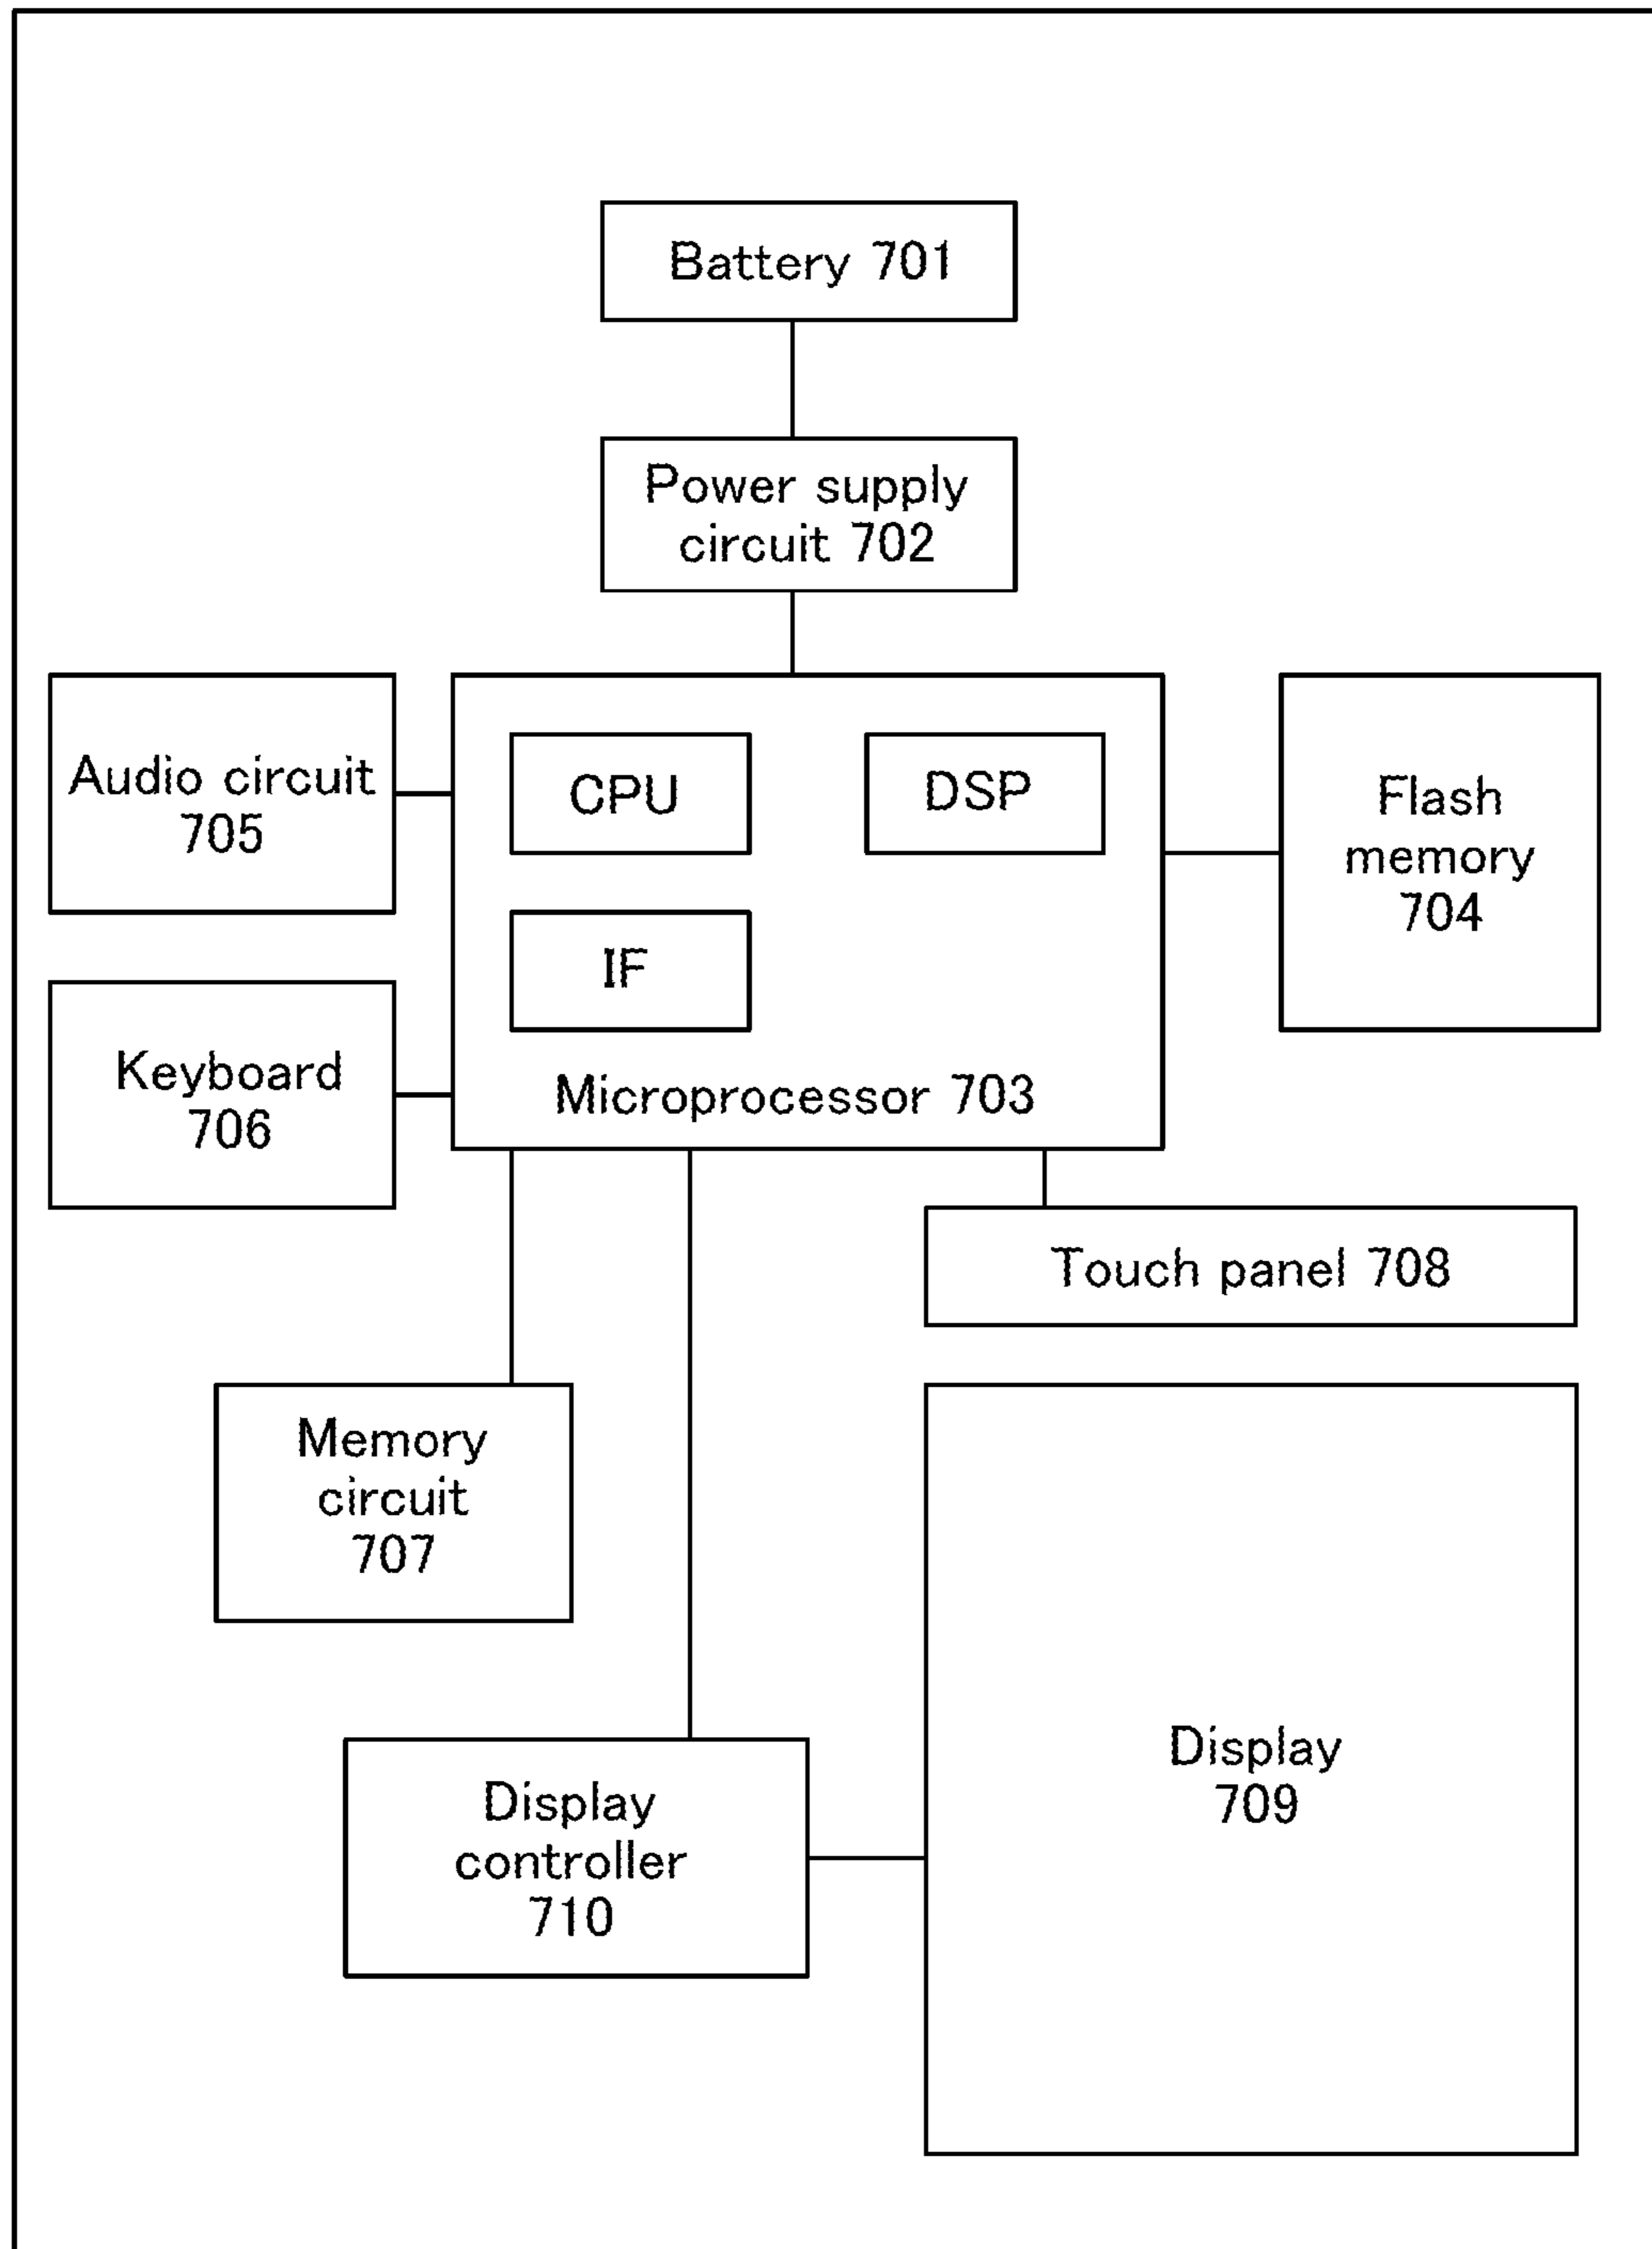 Battery 701
Power supply
circuit 702
Audio circuit
705
CPU
DSP
Flash
memory
704
IF
Keyboard
706
Microprocessor 703
Touch panel 708
Memory
circuit
707
Display
709
Display
controller
710